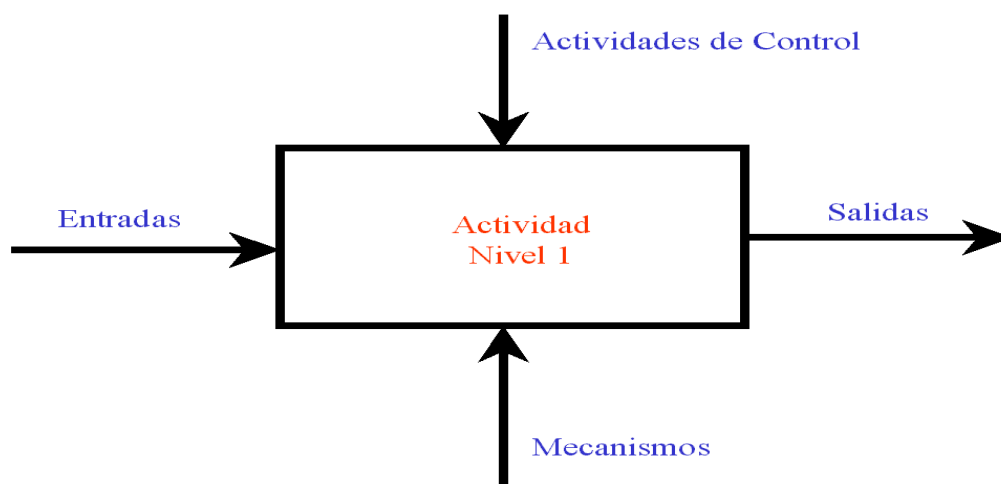 Actividades de Control
Entradas
Salidas
Actividad
Nivel 1
Mecanismos